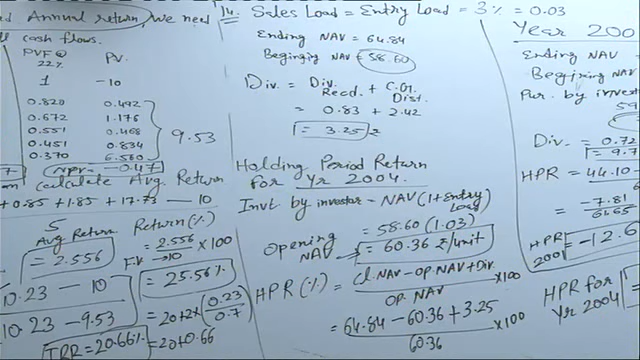 Annual return, we need
cash flows.
PVF@ 22% PV.
1 -10
0.820 0.492
0.672 1.176
0.551 0.468
0.451 0.834
0.370 6.560
9.53
NPV -0.47
calculate Avg. Return
+ 0.85 + 1.85 + 17.73 - 10
5
Avg Return
= 2.556
Return (%)
= 2.556 × 100
10
= 25.56%
10.23 - 10
10.23 - 9.53
= 20+2× (0.23
0.7)
IRR = 20.66%
= 20+0.66
14. Sales Load = Entry Load = 3% = 0.03
Ending NAV = 64.84
Beginging NAV = 58.60
Div. = Div. Recd. + C.G. Dist.
= 0.83 + 2.42
= 3.25
Holding Period Return
for Yr 2004.
Invt by investor = NAV (1+Entry Load)
= 58.60 (1.03)
Opening NAV → = 60.36 ₹/unit
HPR (%) = Cl. NAV - OP. NAV + Div. ×100
OP. NAV
= 64.84 - 60.36 + 3.25 ×100
60.36
Year 200
Ending NAV
Beginging NAV
Pur. by investor
59
Div. = 0.72
= 9.7
HPR = 44.10 -
= -7.81
61.65
HPR 2001 = -12.6
HPR for
Yr 2004